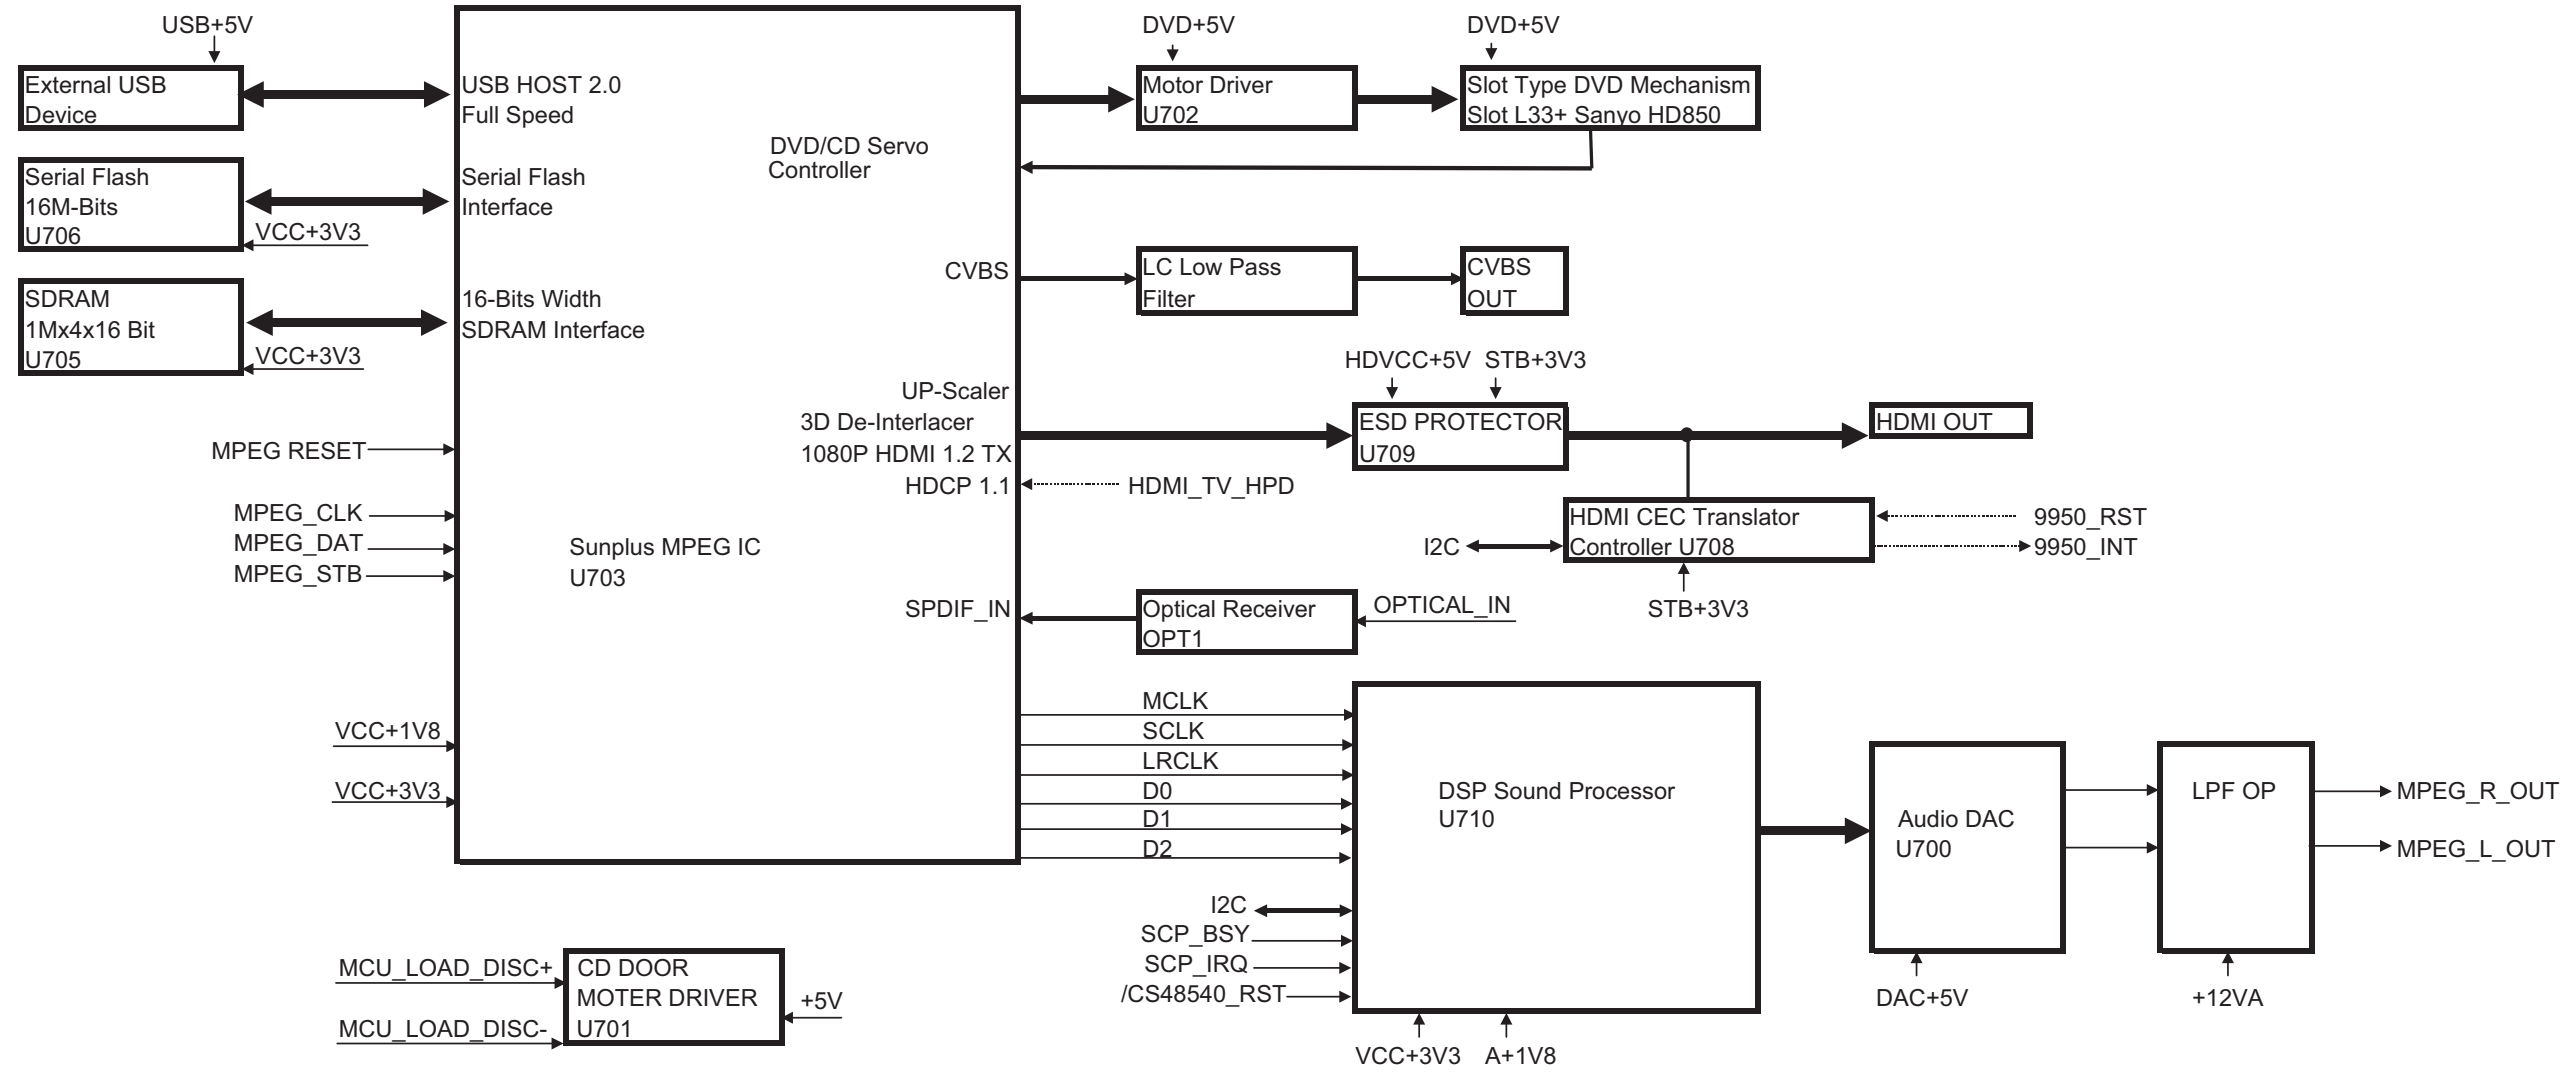 USB+5V
External USB
Device
Serial Flash
16M-Bits
U706
VCC+3V3
SDRAM
1Mx4x16 Bit
U705
VCC+3V3
MPEG RESET
MPEG_CLK
MPEG_DAT
MPEG_STB
VCC+1V8
VCC+3V3
USB HOST 2.0
Full Speed
Serial Flash
Interface
16-Bits Width
SDRAM Interface
DVD/CD Servo
Controller
CVBS
UP-Scaler
3D De-Interlacer
1080P HDMI 1.2 TX
HDCP 1.1
Sunplus MPEG IC
U703
SPDIF_IN
DVD+5V
Motor Driver
U702
DVD+5V
Slot Type DVD Mechanism
Slot L33+ Sanyo HD850
LC Low Pass
Filter
CVBS
OUT
HDVCC+5V
STB+3V3
ESD PROTECTOR
U709
HDMI OUT
HDMI_TV_HPD
HDMI CEC Translator
Controller U708
I2C
9950_RST
9950_INT
STB+3V3
Optical Receiver
OPT1
OPTICAL_IN
MCLK
SCLK
LRCLK
D0
D1
D2
I2C
SCP_BSY
SCP_IRQ
/CS48540_RST
DSP Sound Processor
U710
VCC+3V3
A+1V8
Audio DAC
U700
DAC+5V
LPF OP
+12VA
MPEG_R_OUT
MPEG_L_OUT
MCU_LOAD_DISC+
MCU_LOAD_DISC-
CD DOOR
MOTER DRIVER
U701
+5V